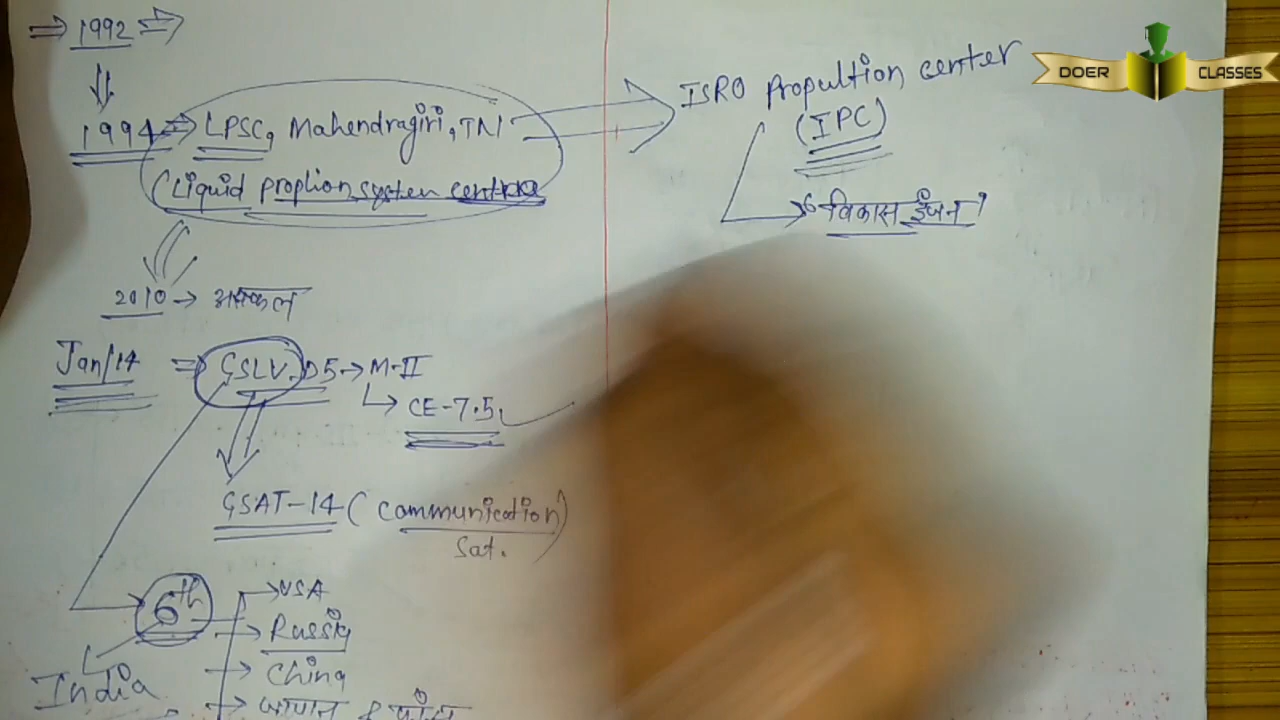 ⇒ 1992 ⇒
1994 ⇒ LPSC, Mahendragiri, TN
(Liquid proplion system centre
2010 → असफल
Jan/14 ⇒ GSLV-D5 → M-II
CE-7.5
GSAT-14 (communication)
Sat.
6th
India
→ USA
→ Russia
→ China
→ जापान & फ्रांस
ISRO Propultion center
(IPC)
"विकास इंजन"
DOER CLASSES